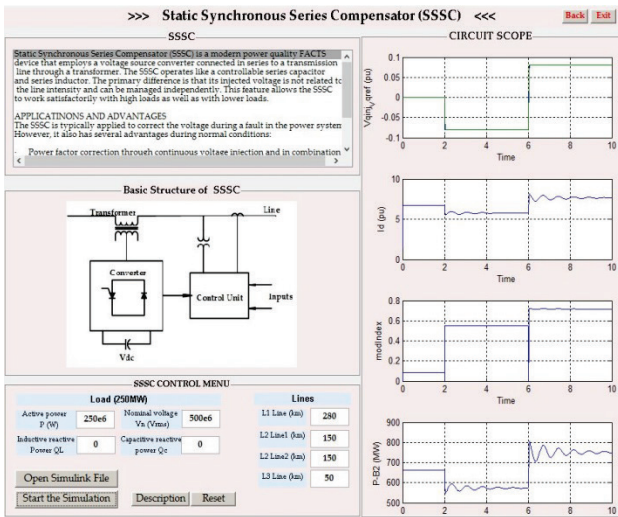 >>> Static Synchronous Series Compensator (SSSC) <<<
Back Exit
SSSC
Static Synchronous Series Compensator (SSSC) is a modern power quality FACTS
device that employs a voltage source converter connected in series to a transmission
line through a transformer. The SSSC operates like a controllable series capacitor
and series inductor. The primary difference is that its injected voltage is not related to
the line intensity and can be managed independently. This feature allows the SSSC
to work satisfactorily with high loads as well as with lower loads.
APPLICATINONS AND ADVANTAGES
The SSSC is typically applied to correct the voltage during a fault in the power system
However, it also has several advantages during normal conditions:
· Power factor correction through continuous voltage injection and in combination
Basic Structure of SSSC
Transformer
Line
Converter
Control Unit
Inputs
Vdc
SSSC CONTROL MENU
Load (250MW)
Active power
P (W)
250e6
Nominal voltage
Vn (Vrms)
500e6
Inductive reactive
Power QL
0
Capacitive reactive
power Qc
0
Open Simulink File
Start the Simulation
Description
Reset
Lines
L1 Line (km)
280
L2 Line1 (km)
150
L2 Line2 (km)
150
L3 Line (km)
50
CIRCUIT SCOPE
0.1
0.05
0
-0.05
-0.1
0 2 4 6 8 10
Time
10
5
0
Id (pu)
0 2 4 6 8 10
Time
0.8
0.6
0.4
0.2
0
modindex
0 2 4 6 8 10
Time
900
800
700
600
500
P-B2 (MW)
0 2 4 6 8 10